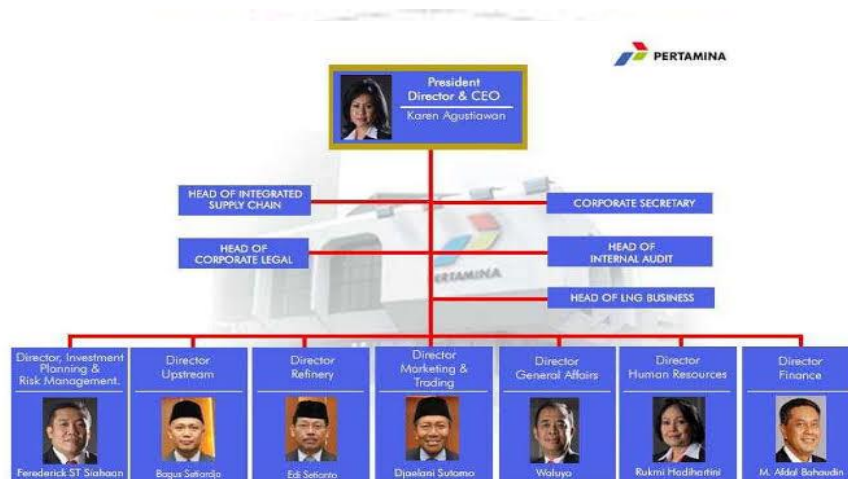 PERTAMINA
President
Director & CEO
Karen Agustiawan
HEAD OF INTEGRATED
SUPPLY CHAIN
CORPORATE SECRETARY
HEAD OF
CORPORATE LEGAL
HEAD OF
INTERNAL AUDIT
PERTAMINA
HEAD OF LNG BUSINESS
Director, Investment
Planning &
Risk Management.
Ferederick ST Siahaan
Director
Upstream
Bagus Setiardja
Director
Refinery
Edi Setianto
Director
Marketing &
Trading
Djaelani Sutomo
Director
General Affairs
Waluyo
Director
Human Resources
Rukmi Hadihartini
Director
Finance
M. Afdal Bahaudin